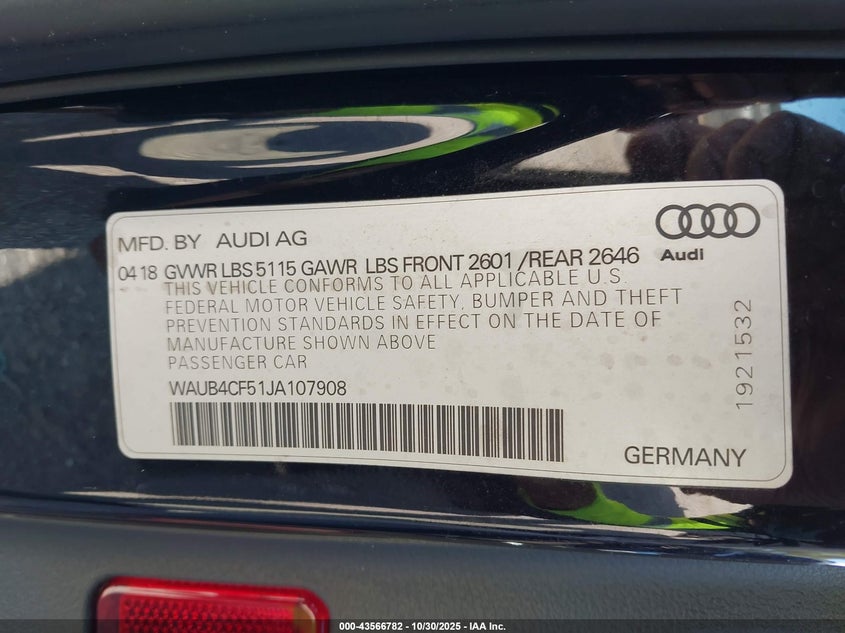 MFD. BY AUDI AG
Audi
04 18 GVWR LBS 5115 GAWR LBS FRONT 2601 /REAR 2646
THIS VEHICLE CONFORMS TO ALL APPLICABLE U.S.
FEDERAL MOTOR VEHICLE SAFETY, BUMPER AND THEFT
PREVENTION STANDARDS IN EFFECT ON THE DATE OF
MANUFACTURE SHOWN ABOVE
PASSENGER CAR
WAUB4CF51JA107908
1921532
GERMANY
000-43566782 - 10/30/2025 - IAA Inc.